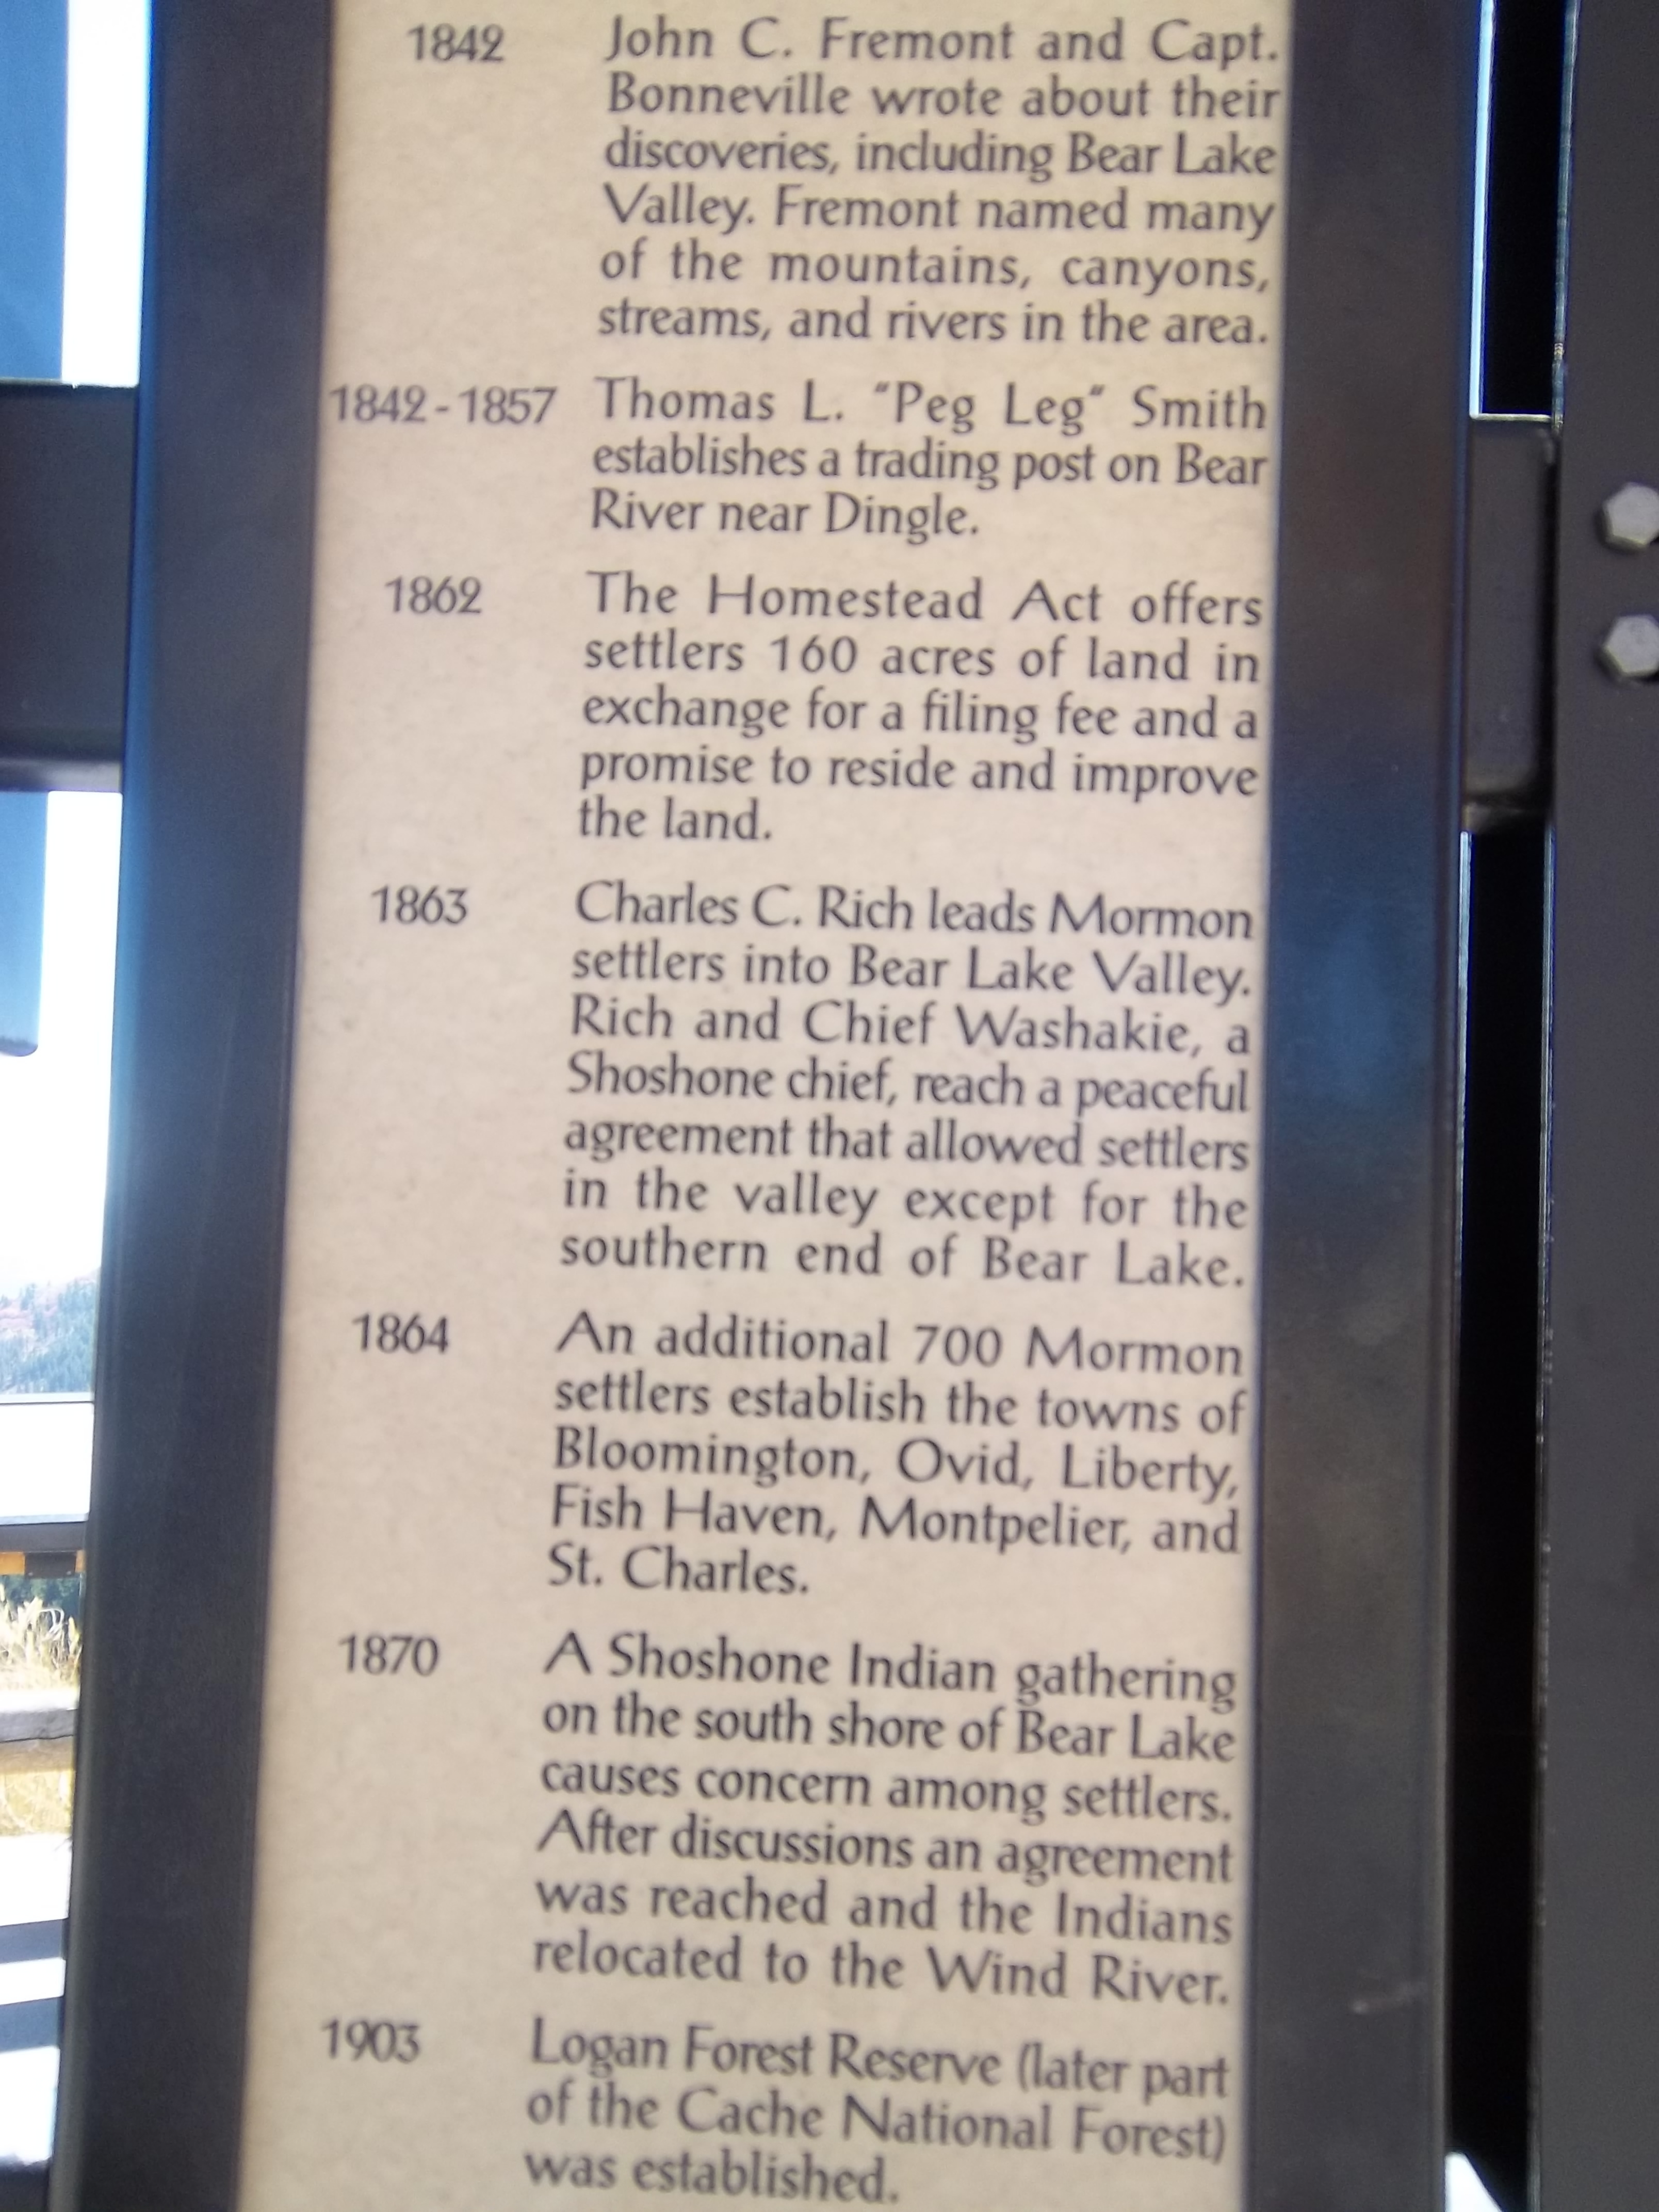 1842 John C. Fremont and Capt.
Bonneville wrote about their
discoveries, including Bear Lake
Valley. Fremont named many
of the mountains, canyons,
streams, and rivers in the area.
1842-1857 Thomas L. "Peg Leg" Smith
establishes a trading post on Bear
River near Dingle.
1862 The Homestead Act offers
settlers 160 acres of land in
exchange for a filing fee and a
promise to reside and improve
the land.
1863 Charles C. Rich leads Mormon
settlers into Bear Lake Valley.
Rich and Chief Washakie, a
Shoshone chief, reach a peaceful
agreement that allowed settlers
in the valley except for the
southern end of Bear Lake.
1864 An additional 700 Mormon
settlers establish the towns of
Bloomington, Ovid, Liberty,
Fish Haven, Montpelier, and
St. Charles.
1870 A Shoshone Indian gathering
on the south shore of Bear Lake
causes concern among settlers.
After discussions an agreement
was reached and the Indians
relocated to the Wind River.
1903 Logan Forest Reserve (later part
of the Cache National Forest)
was established.